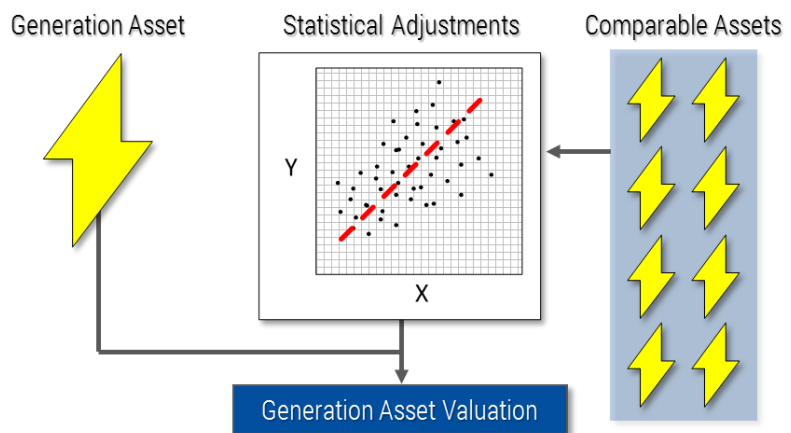 Generation Asset
Statistical Adjustments
Comparable Assets
Y
X
Generation Asset Valuation